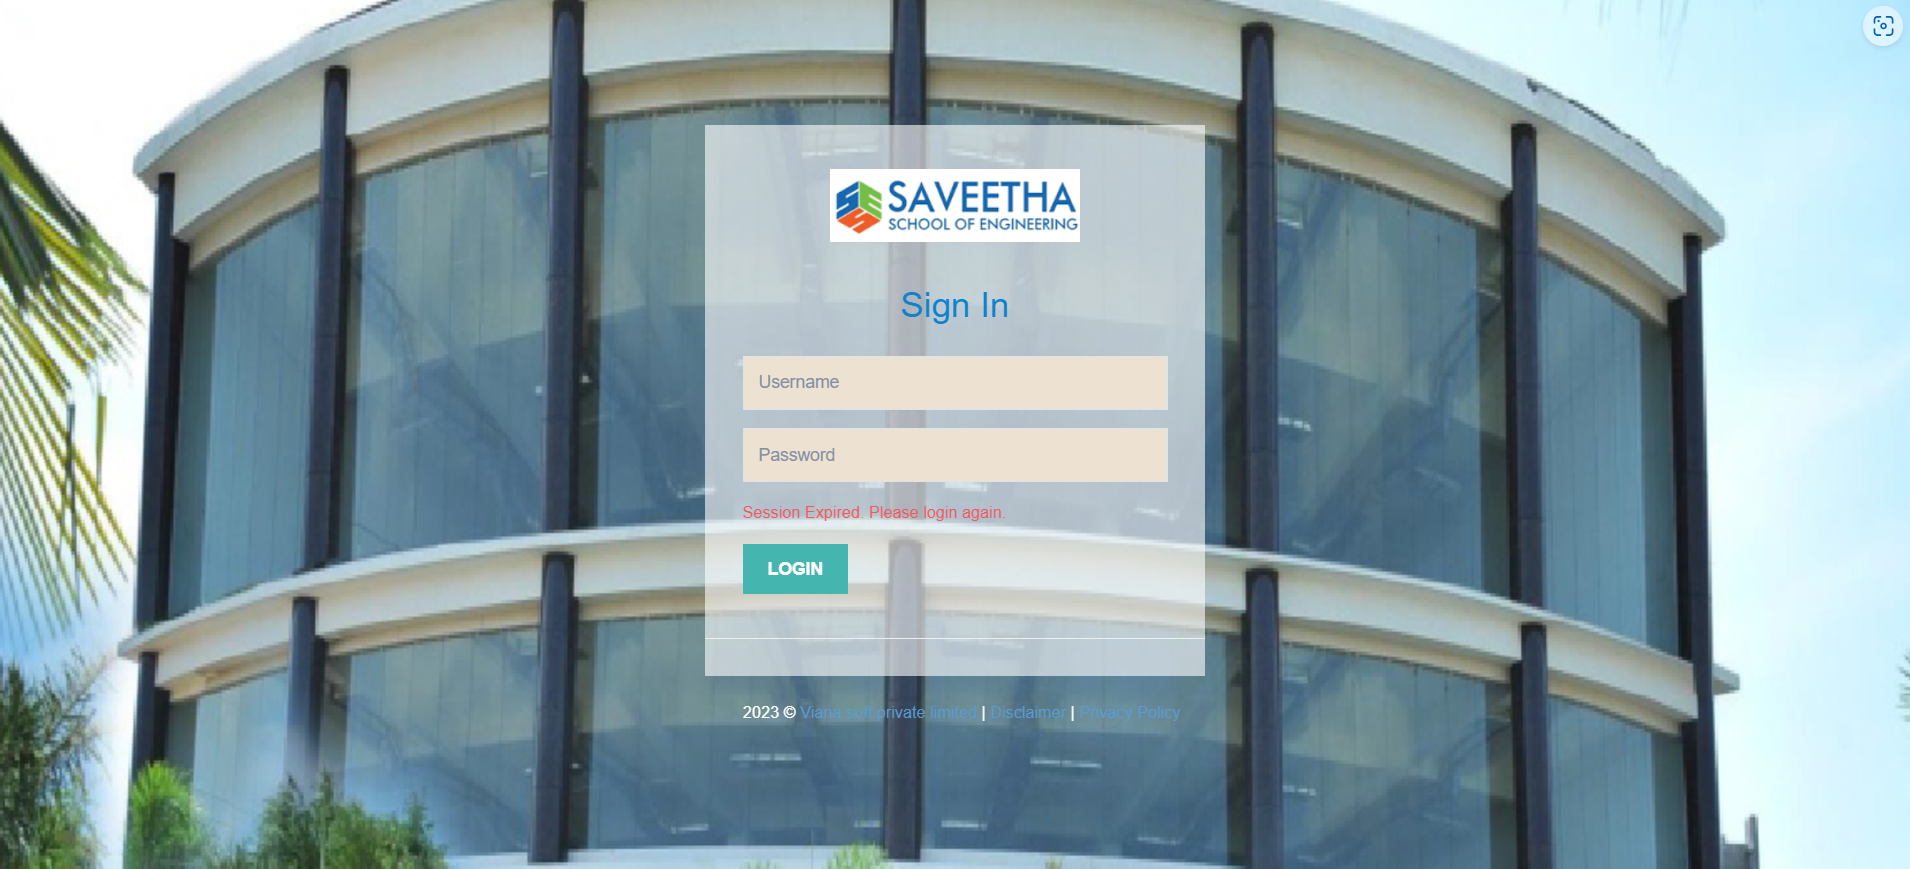 SAVEETHA
SCHOOL OF ENGINEERING
Sign In
Username
Password
Session Expired. Please login again.
LOGIN
2023 © Viana soft private limited | Disclaimer | Privacy Policy